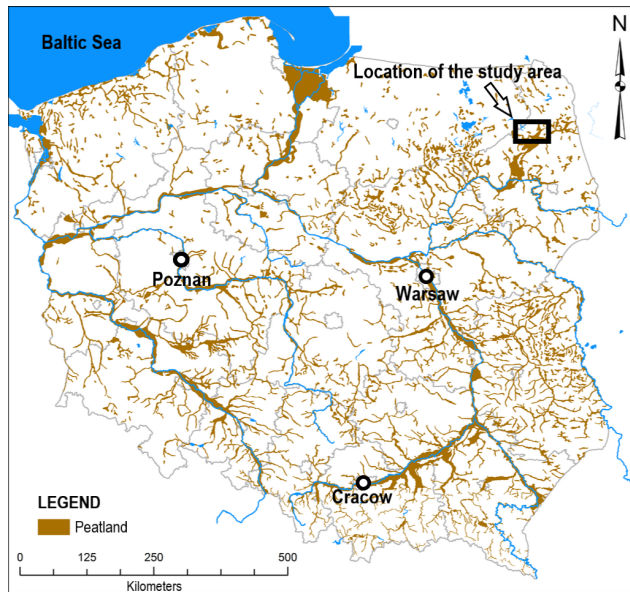 Baltic Sea
N
Location of the study area
Poznan
Warsaw
Cracow
LEGEND
Peatland
0 125 250 500
Kilometers